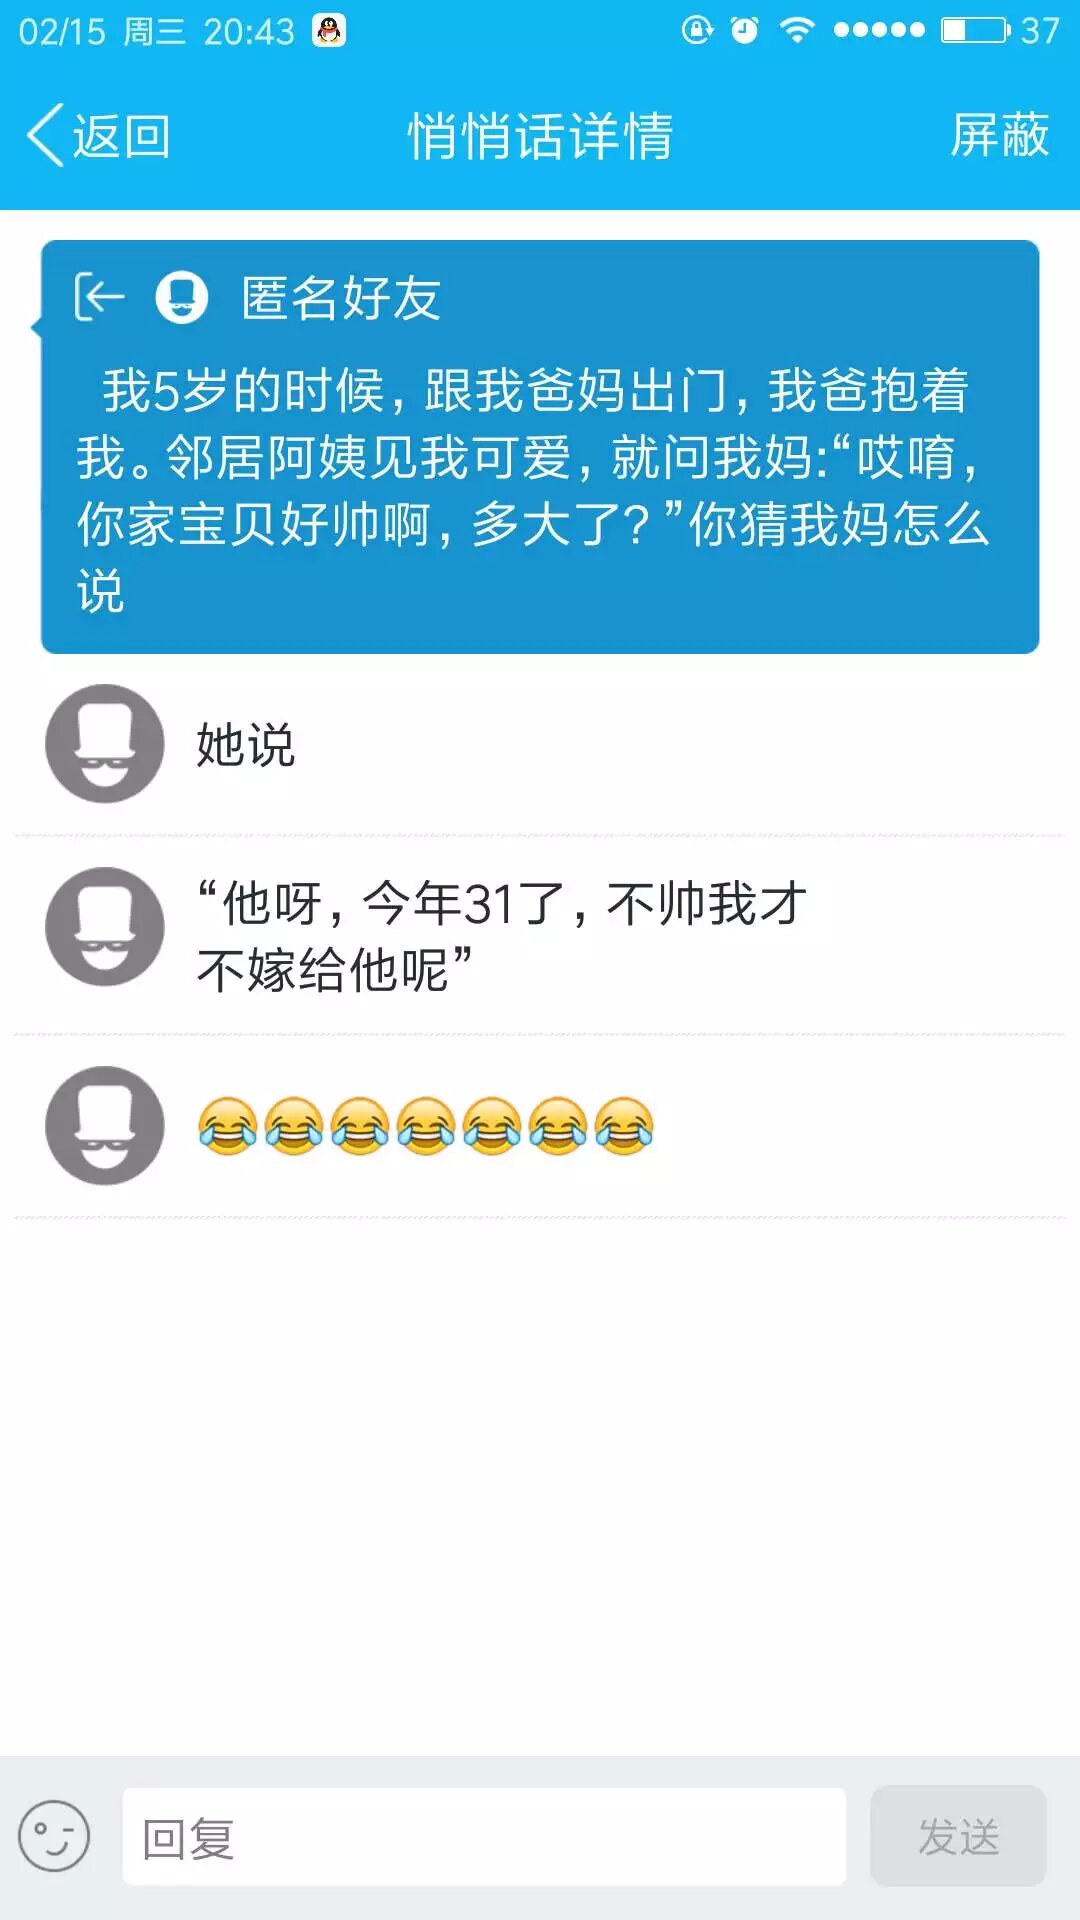 02/15 周三 20:43 37
返回 悄悄话详情 屏蔽
匿名好友
我5岁的时候，跟我爸妈出门，我爸抱着
我。邻居阿姨见我可爱，就问我妈:“哎唷，
你家宝贝好帅啊，多大了？”你猜我妈怎么
说
她说
“他呀，今年31了，不帅我才
不嫁给他呢”
😂😂😂😂😂😂😂
回复 发送